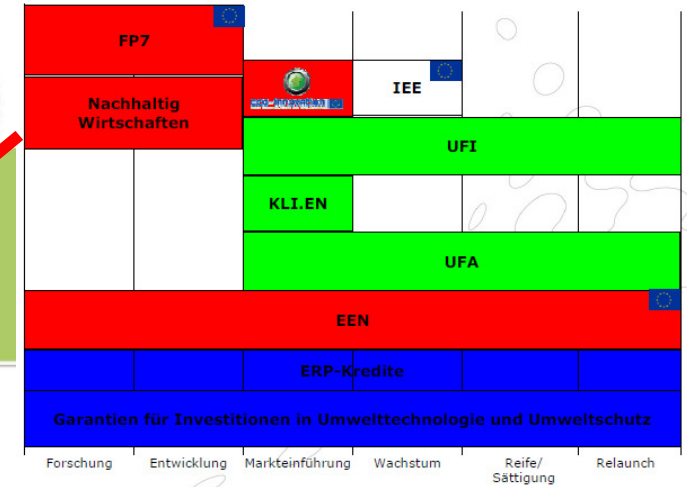 FP7
Nachhaltig
Wirtschaften
IEE
UFI
KLI.EN
UFA
EEN
ERP-Kredite
Garantien für Investitionen in Umwelttechnologie und Umweltschutz
Forschung Entwicklung Markteinführung Wachstum Reife/ Relaunch
Sättigung